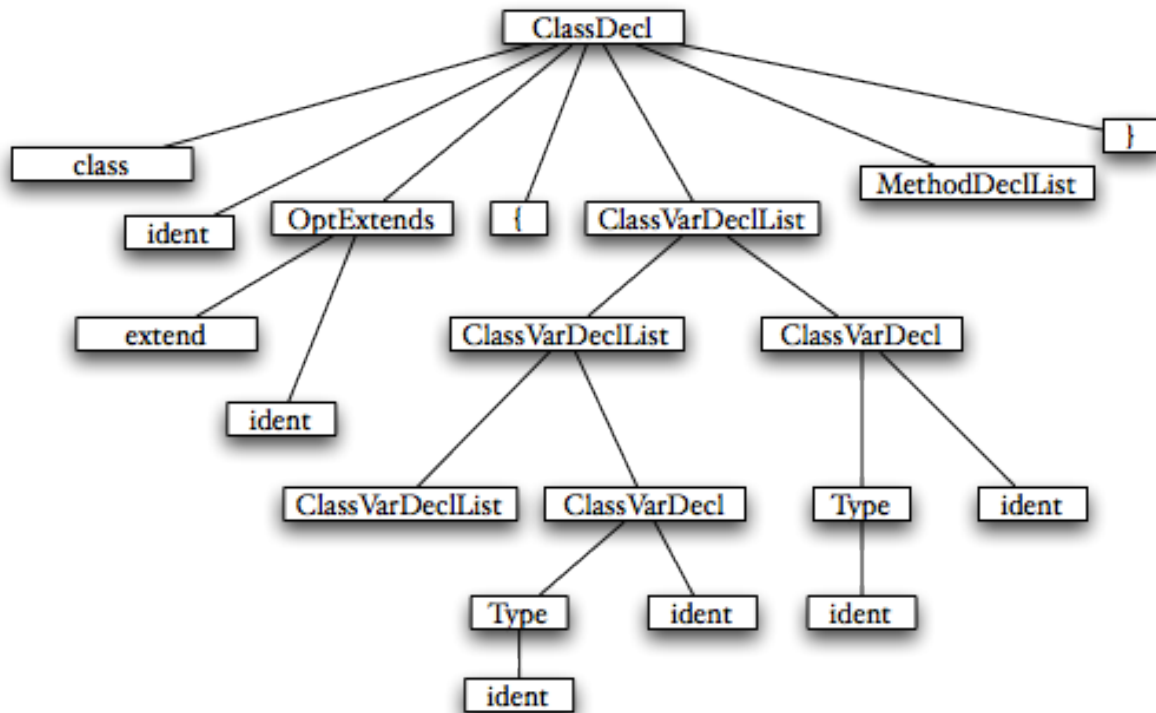 ClassDecl
}
class
MethodDeclList
ident
OptExtends
{
ClassVarDeclList
extend
ClassVarDeclList
ClassVarDecl
ident
ClassVarDeclList
ClassVarDecl
Type
ident
Type
ident
ident
ident